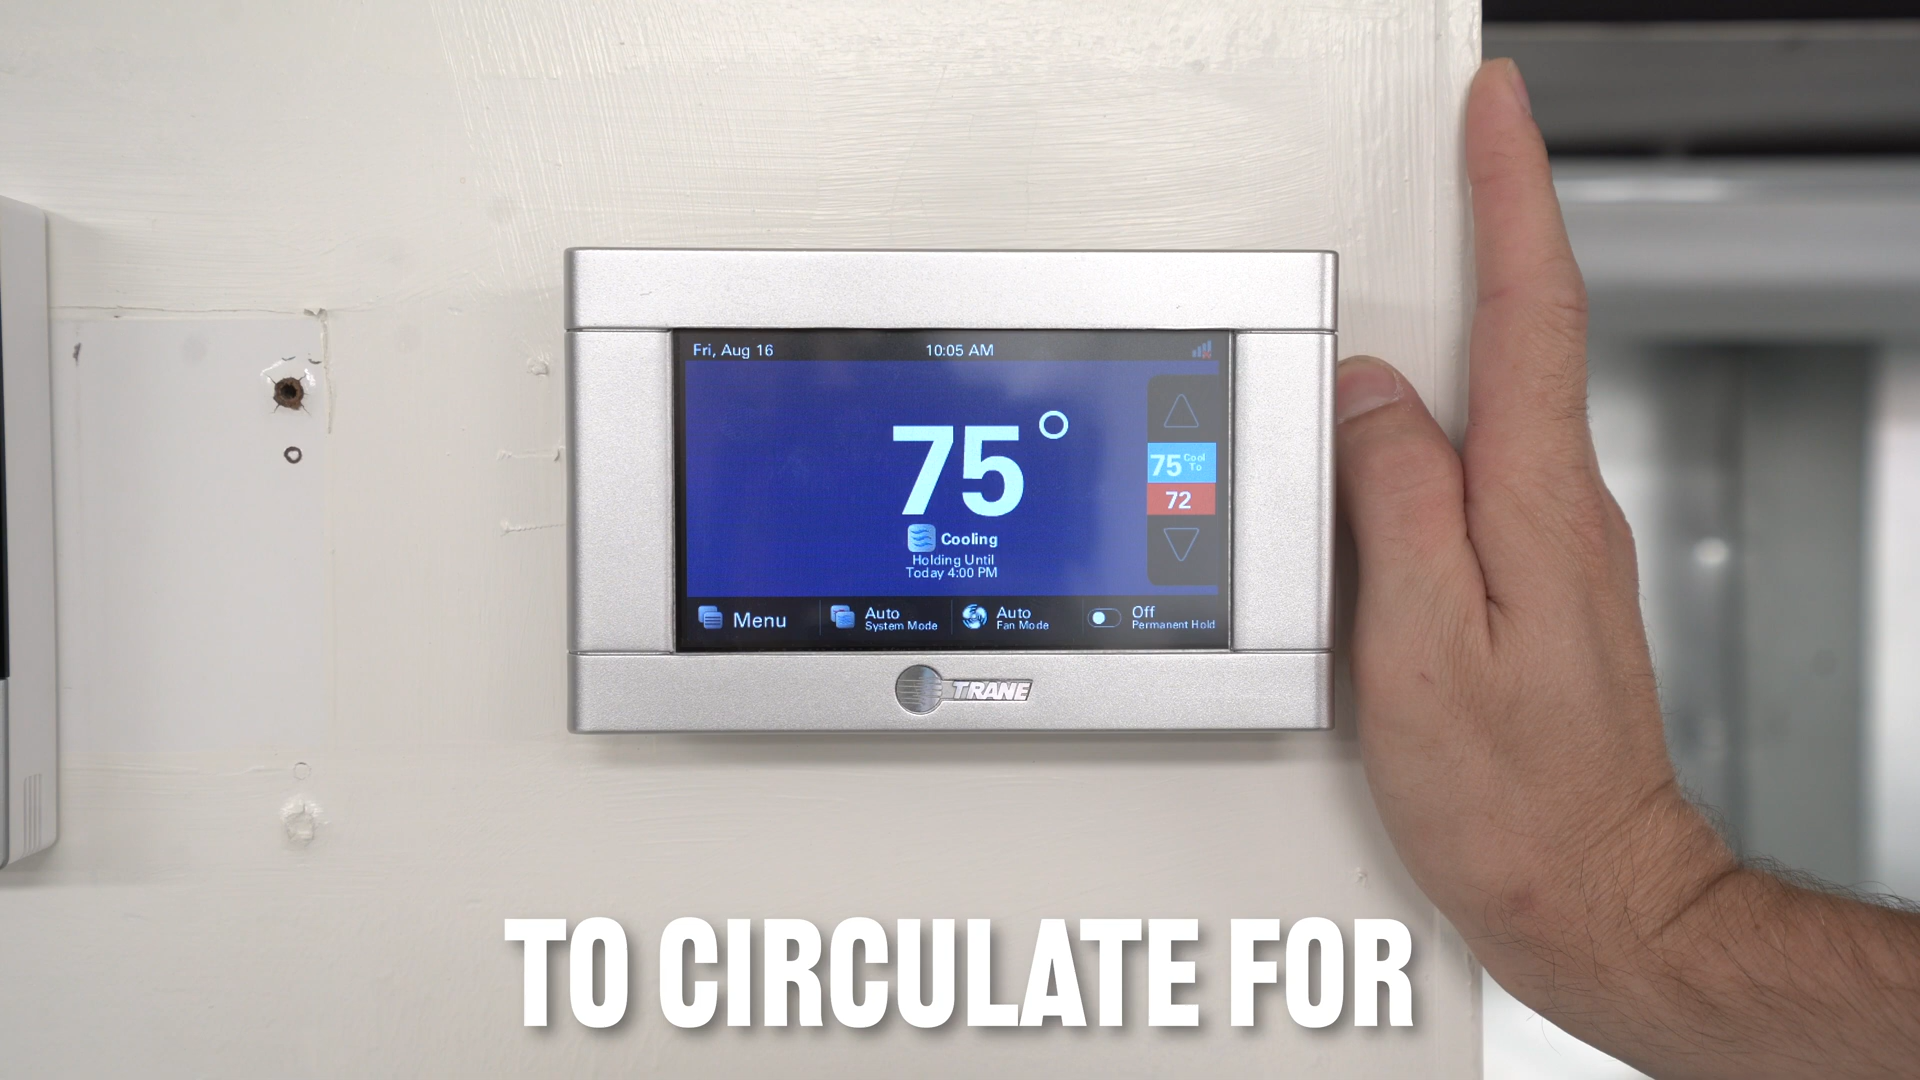 Fri, Aug 16
10:05 AM
75°
75 Cool To
72
Cooling
Holding Until
Today 4:00 PM
Menu
Auto
System Mode
Auto
Fan Mode
Off
Permanent Hold
TRANE
TO CIRCULATE FOR